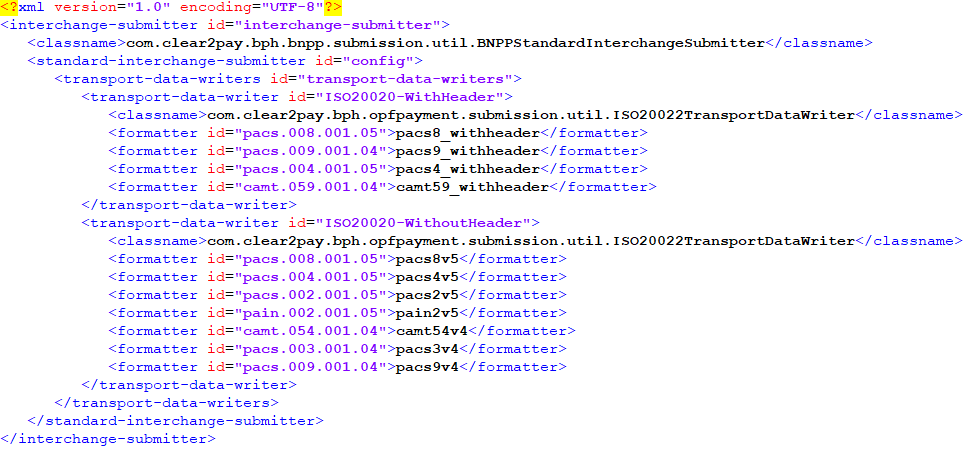 <?xml version="1.0" encoding="UTF-8"?>
<interchange-submitter id="interchange-submitter">
<classname>com.clear2pay.bph.bnpp.submission.util.BNPPStandardInterchangeSubmitter</classname>
<standard-interchange-submitter id="config">
<transport-data-writers id="transport-data-writers">
<transport-data-writer id="ISO20020-WithHeader">
<classname>com.clear2pay.bph.opfpayment.submission.util.ISO20022TransportDataWriter</classname>
<formatter id="pacs.008.001.05">pacs8_withheader</formatter>
<formatter id="pacs.009.001.04">pacs9_withheader</formatter>
<formatter id="pacs.004.001.05">pacs4_withheader</formatter>
<formatter id="camt.059.001.04">camt59_withheader</formatter>
</transport-data-writer>
<transport-data-writer id="ISO20020-WithoutHeader">
<classname>com.clear2pay.bph.opfpayment.submission.util.ISO20022TransportDataWriter</classname>
<formatter id="pacs.008.001.05">pacs8v5</formatter>
<formatter id="pacs.004.001.05">pacs4v5</formatter>
<formatter id="pacs.002.001.05">pacs2v5</formatter>
<formatter id="pain.002.001.05">pain2v5</formatter>
<formatter id="camt.054.001.04">camt54v4</formatter>
<formatter id="pacs.003.001.04">pacs3v4</formatter>
<formatter id="pacs.009.001.04">pacs9v4</formatter>
</transport-data-writer>
</transport-data-writers>
</standard-interchange-submitter>
</interchange-submitter>